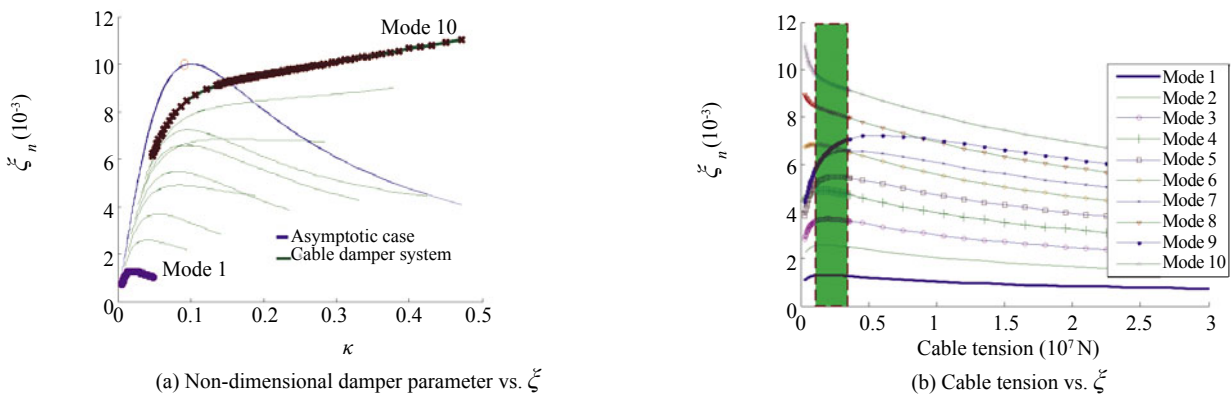 12
10
8
6
4
2
0
ξn (10-3)
Mode 10
Mode 1
Asymptotic case
Cable damper system
0 0.1 0.2 0.3 0.4 0.5
κ
(a) Non-dimensional damper parameter vs. ξ
12
10
8
6
4
2
0
ξn (10-3)
Mode 1
Mode 2
Mode 3
Mode 4
Mode 5
Mode 6
Mode 7
Mode 8
Mode 9
Mode 10
0 0.5 1 1.5 2 2.5 3
Cable tension (10⁷ N)
(b) Cable tension vs. ξ